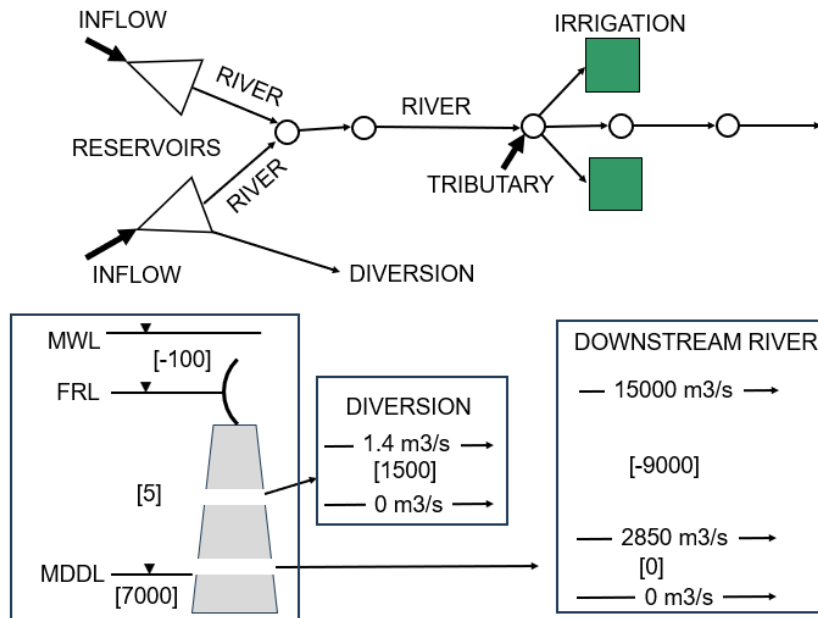 INFLOW
RIVER
RESERVOIRS
RIVER
INFLOW
DIVERSION
RIVER
IRRIGATION
TRIBUTARY
MWL
[-100]
FRL
[5]
MDDL
[7000]
DIVERSION
1.4 m3/s
[1500]
0 m3/s
DOWNSTREAM RIVER
15000 m3/s
[-9000]
2850 m3/s
[0]
0 m3/s